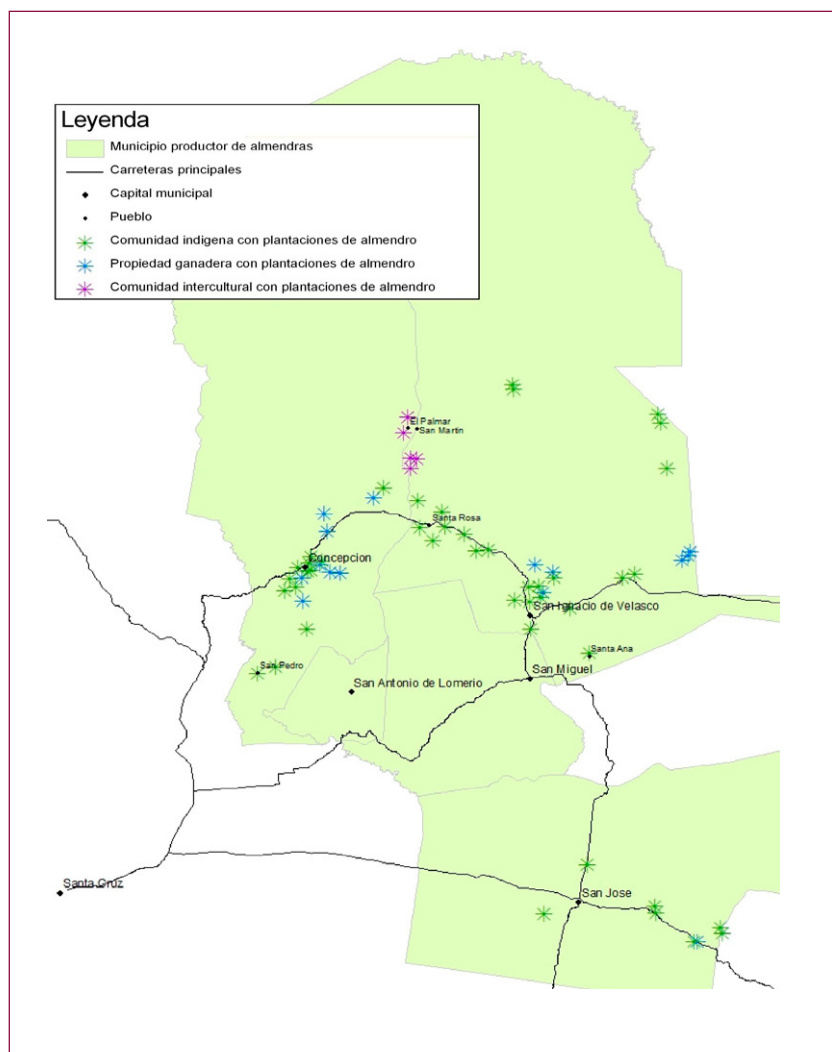 Leyenda
Municipio productor de almendras
Carreteras principales
Capital municipal
Pueblo
Comunidad indigena con plantaciones de almendro
Propiedad ganadera con plantaciones de almendro
Comunidad intercultural con plantaciones de almendro
El Palmar
San Martin
Santa Rosa
Concepcion
San Ignacio de Velasco
Santa Ana
San Pedro
San Miguel
San Antonio de Lomerio
Santa Cruz
San Jose